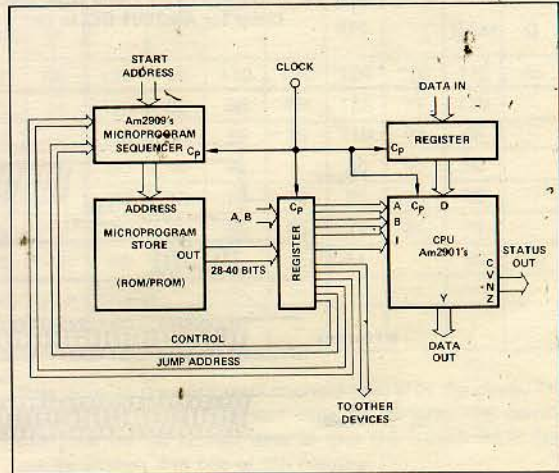 START
ADDRESS
CLOCK
DATA IN
Am2909's
MICROPROGRAM
SEQUENCER
CP
CP
REGISTER
ADDRESS
MICROPROGRAM
STORE
OUT
(ROM/PROM)
A, B
28-40 BITS
CP
REGISTER
A
B
I
CP
D
CPU
Am2901's
C
V
N
Z
Y
STATUS
OUT
DATA
OUT
CONTROL
JUMP ADDRESS
TO OTHER
DEVICES